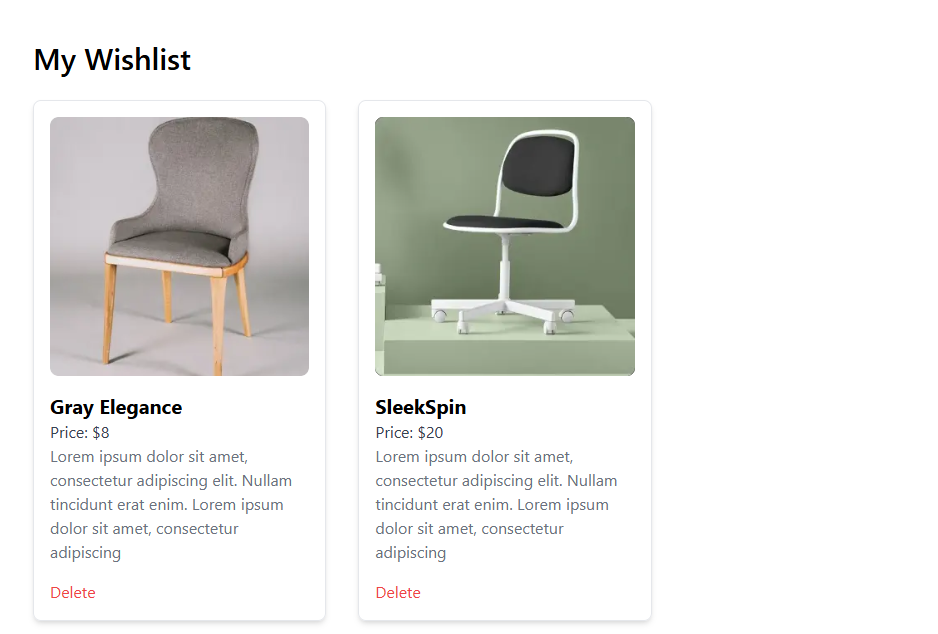 My Wishlist
Gray Elegance
Price: $8
Lorem ipsum dolor sit amet,
consectetur adipiscing elit. Nullam
tincidunt erat enim. Lorem ipsum
dolor sit amet, consectetur
adipiscing
Delete
SleekSpin
Price: $20
Lorem ipsum dolor sit amet,
consectetur adipiscing elit. Nullam
tincidunt erat enim. Lorem ipsum
dolor sit amet, consectetur
adipiscing
Delete